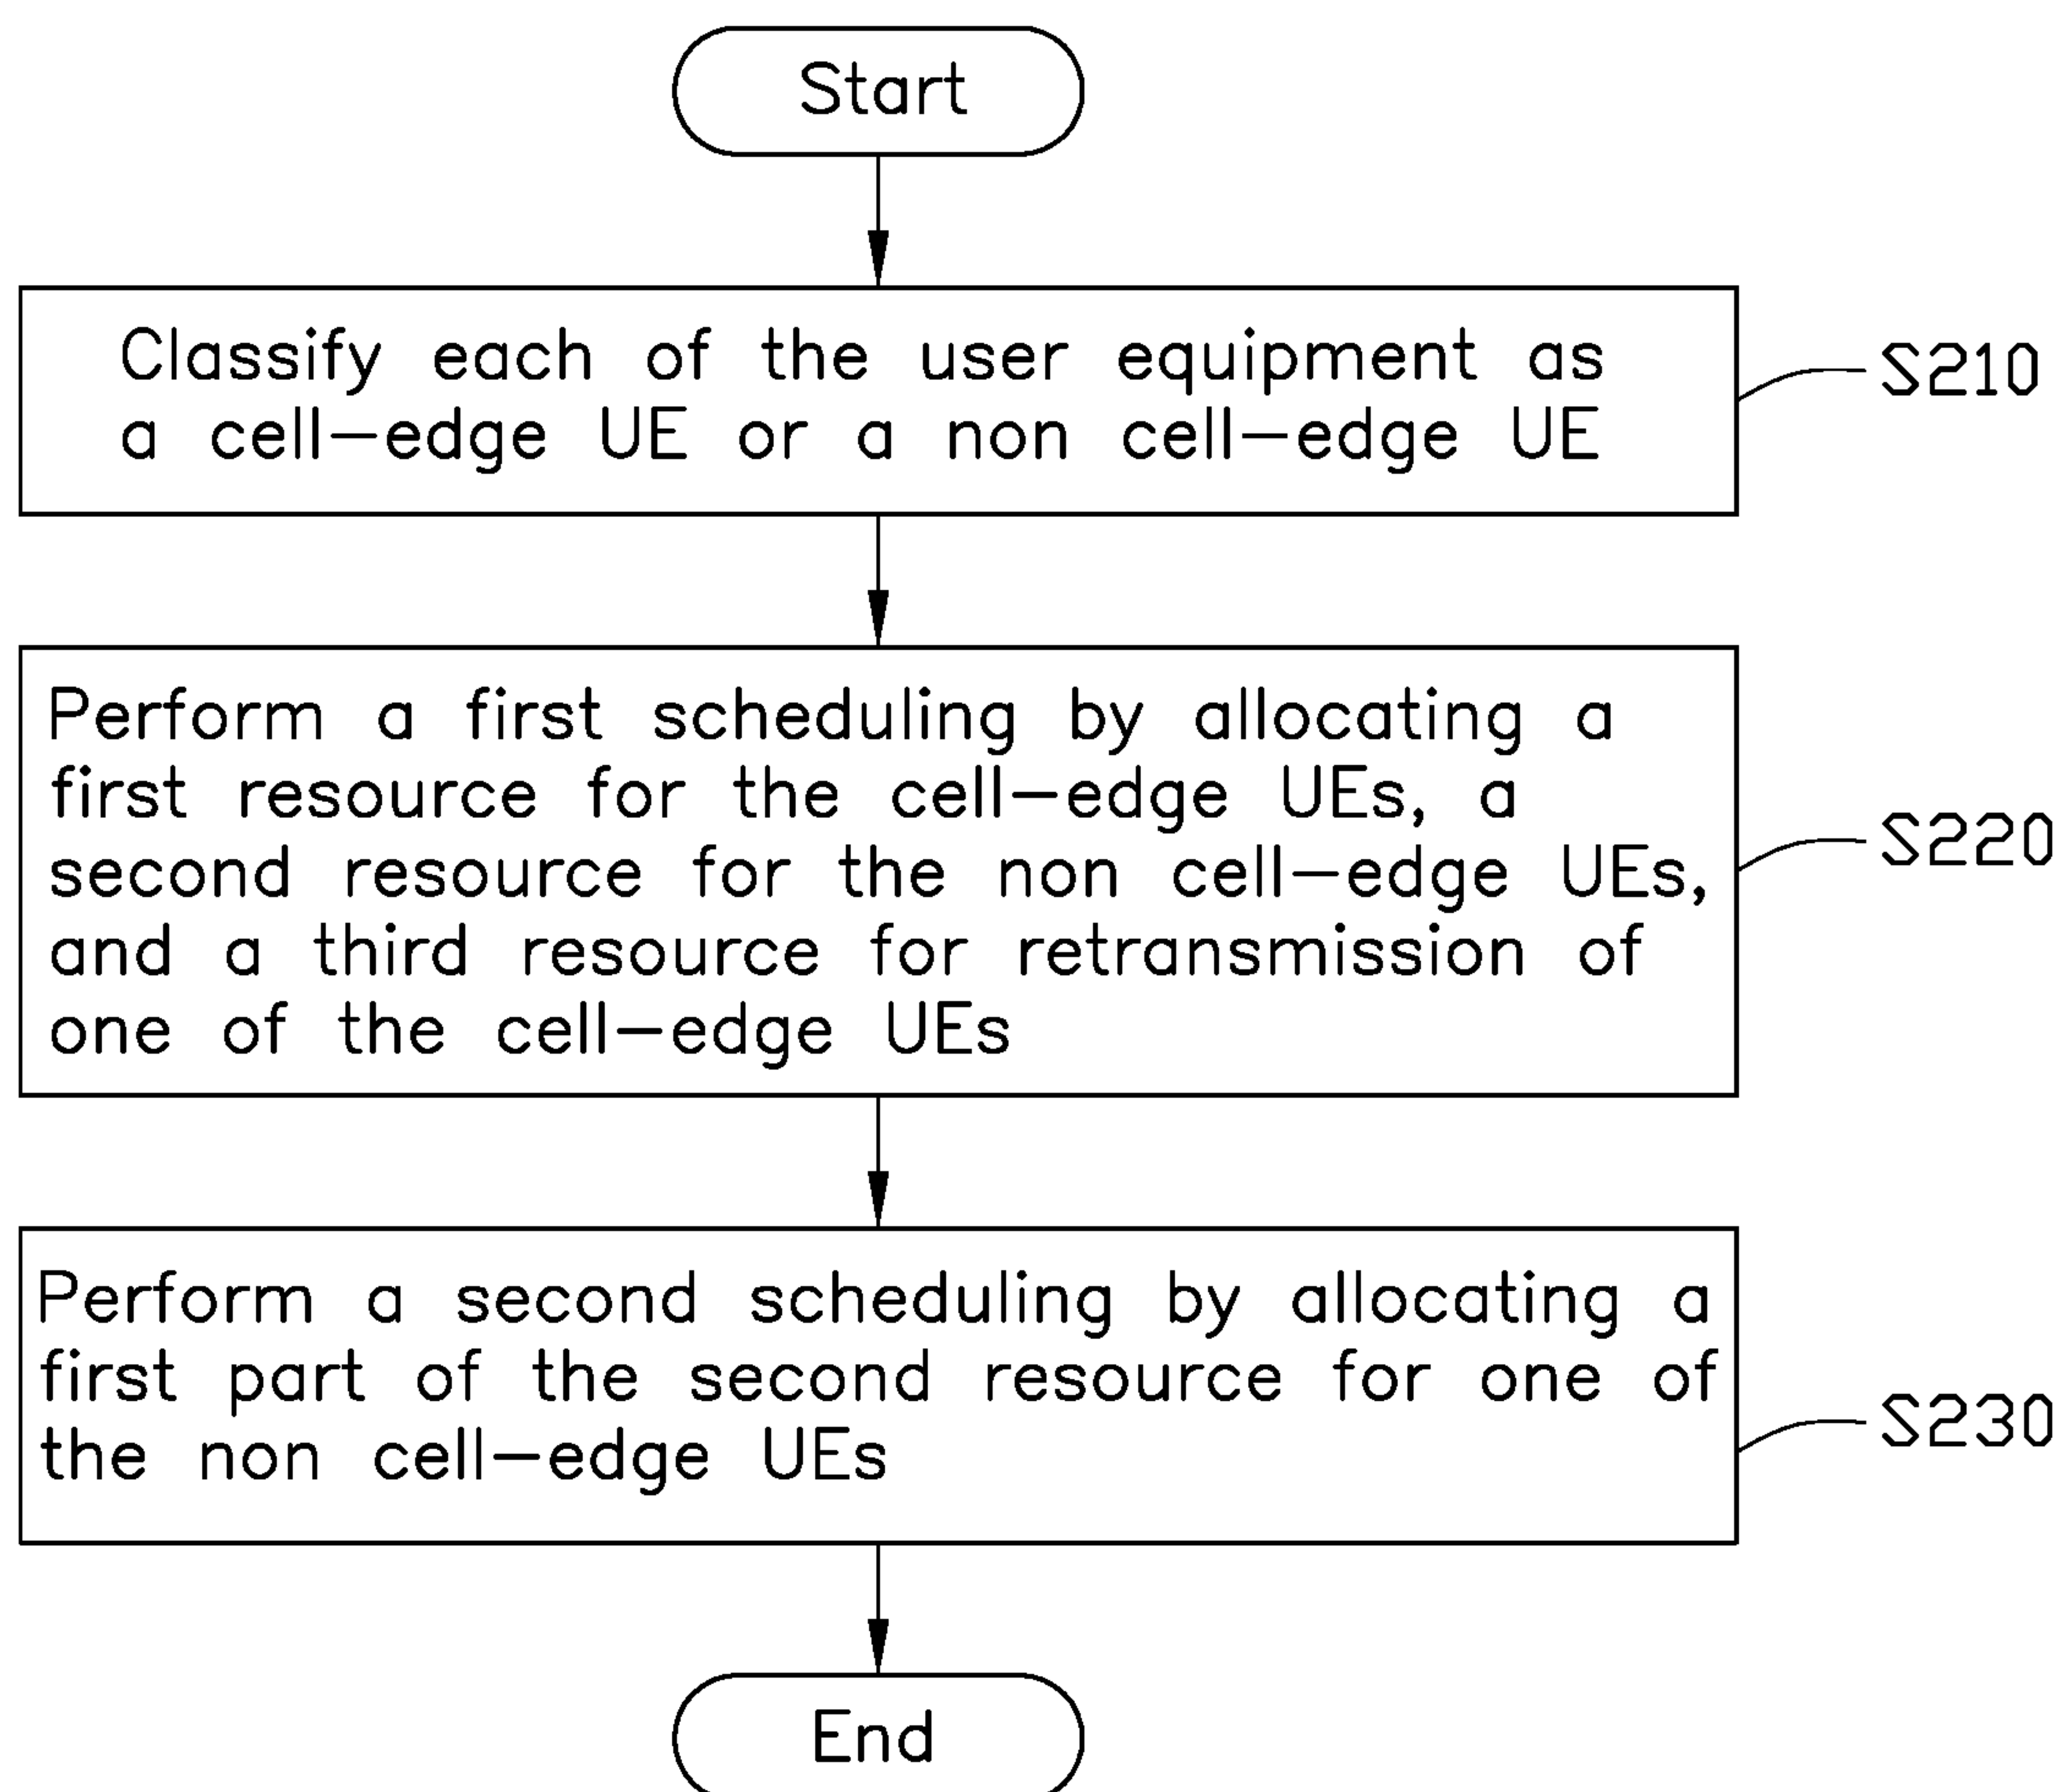 Start
Classify each of the user equipment as
a cell-edge UE or a non cell-edge UE
S210
Perform a first scheduling by allocating a
first resource for the cell-edge UEs, a
second resource for the non cell-edge UEs,
and a third resource for retransmission of
one of the cell-edge UEs
S220
Perform a second scheduling by allocating a
first part of the second resource for one of
the non cell-edge UEs
S230
End